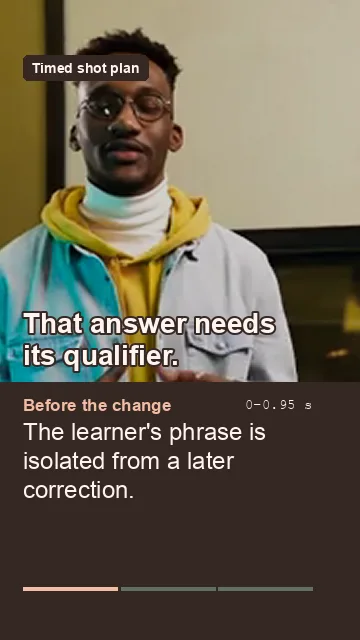 Timed shot plan
That answer needs
its qualifier.
Before the change
0–0.95 s
The learner's phrase is
isolated from a later
correction.